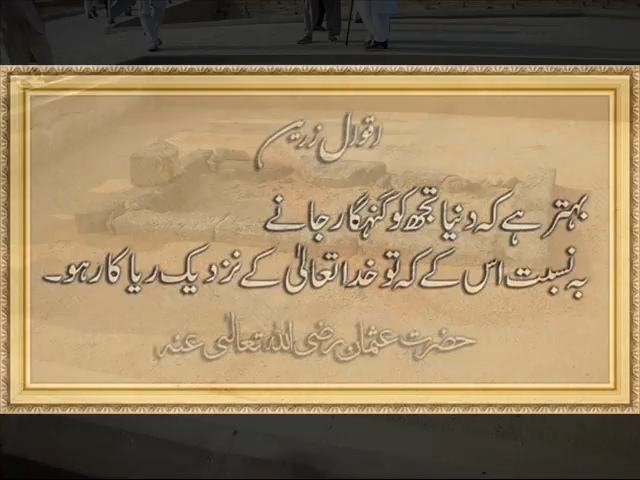 اقوال زریں
بہتر ہے کہ دنیا تجھ کو گنہگار جانے
بہ نسبت اس کے کہ تو خدا تعالیٰ کے نزدیک ریاکار ہو۔
حضرت عثمان رضی اللہ تعالیٰ عنہ